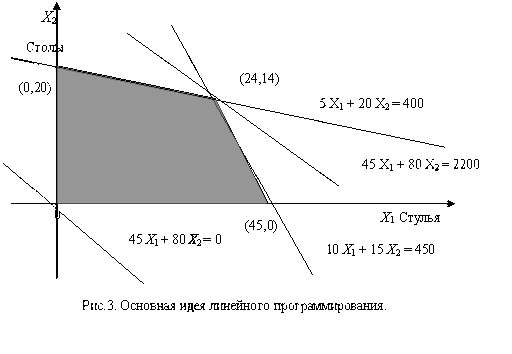 X₂
Столы
(0,20)
(24,14)
5 X₁ + 20 X₂ = 400
45 X₁ + 80 X₂ = 2200
X₁ Стулья
0
45 X₁ + 80 X₂ = 0
(45,0)
10 X₁ + 15 X₂ = 450
Рис.3. Основная идея линейного программирования.